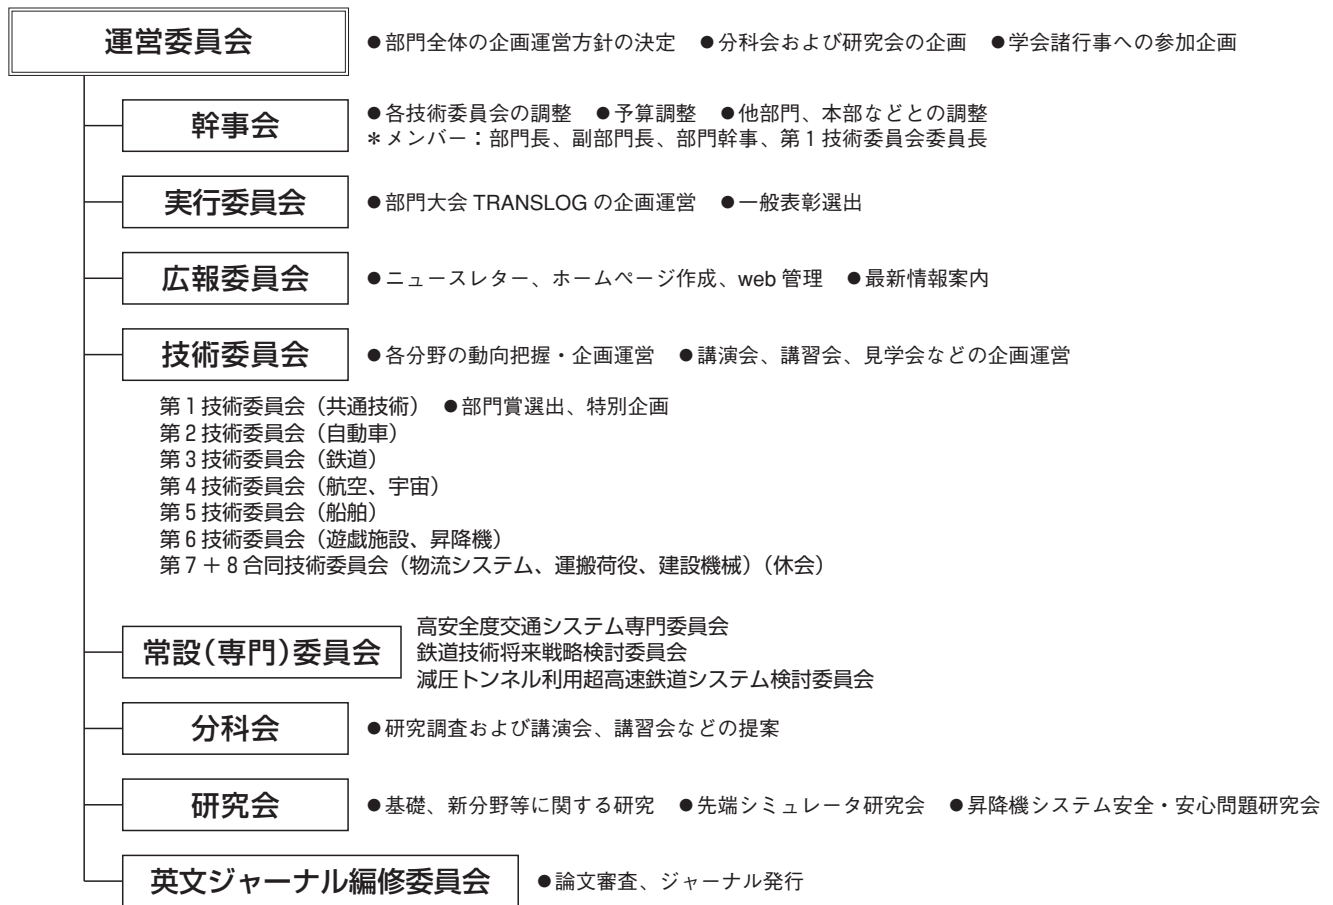 運営委員会 ●部門全体の企画運営方針の決定 ●分科会および研究会の企画 ●学会諸行事への参加企画
幹事会 ●各技術委員会の調整 ●予算調整 ●他部門、本部などとの調整
＊メンバー：部門長、副部門長、部門幹事、第1技術委員会委員長
実行委員会 ●部門大会 TRANSLOG の企画運営 ●一般表彰選出
広報委員会 ●ニュースレター、ホームページ作成、web 管理 ●最新情報案内
技術委員会 ●各分野の動向把握・企画運営 ●講演会、講習会、見学会などの企画運営
第1技術委員会（共通技術） ●部門賞選出、特別企画
第2技術委員会（自動車）
第3技術委員会（鉄道）
第4技術委員会（航空、宇宙）
第5技術委員会（船舶）
第6技術委員会（遊戯施設、昇降機）
第7＋8合同技術委員会（物流システム、運搬荷役、建設機械）（休会）
常設（専門）委員会
高安全度交通システム専門委員会
鉄道技術将来戦略検討委員会
減圧トンネル利用超高速鉄道システム検討委員会
分科会 ●研究調査および講演会、講習会などの提案
研究会 ●基礎、新分野等に関する研究 ●先端シミュレータ研究会 ●昇降機システム安全・安心問題研究会
英文ジャーナル編修委員会 ●論文審査、ジャーナル発行